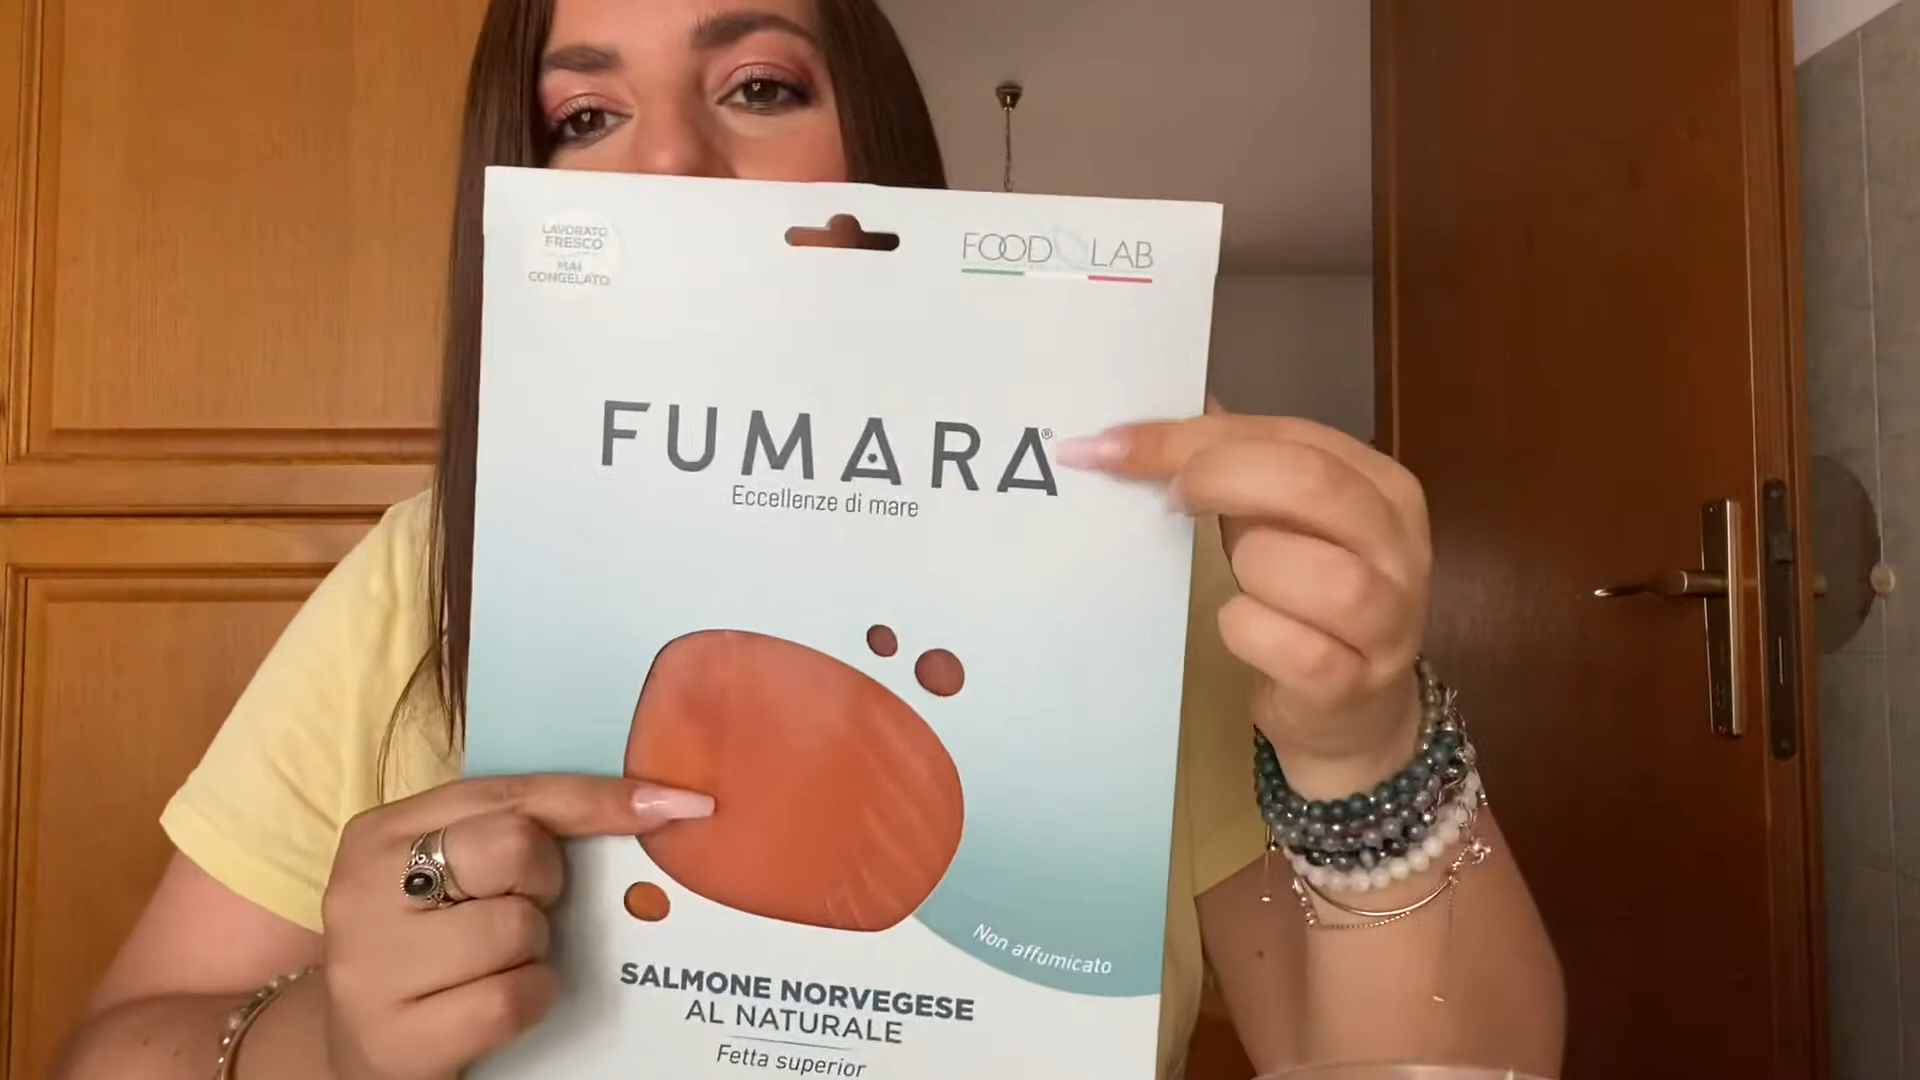 LAVORATO
FRESCO
MAI
CONGELATO
FOOD LAB
FUMARA®
Eccellenze di mare
Non affumicato
SALMONE NORVEGESE
AL NATURALE
Fetta superior